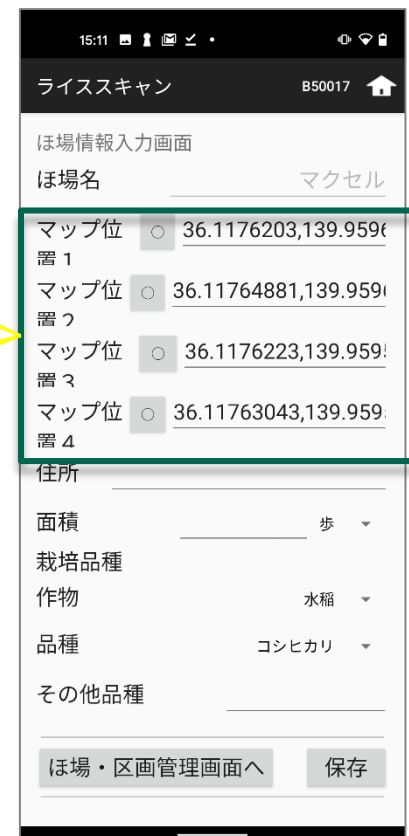 15:11
ライススキャン B50017
ほ場情報入力画面
ほ場名 マクセル
マップ位置1 36.1176203,139.959
マップ位置2 36.11764881,139.959
マップ位置3 36.1176223,139.959
マップ位置4 36.11763043,139.959
住所
面積 歩
栽培品種
作物 水稲
品種 コシヒカリ
その他品種
ほ場・区画管理画面へ 保存